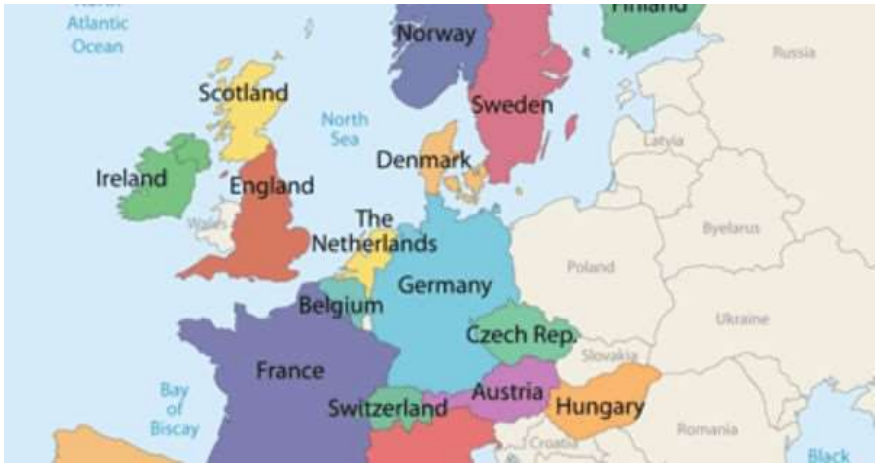 North
Atlantic
Ocean
Norway
Finland
Russia
Scotland
Sweden
North
Sea
Latvia
Denmark
Ireland
England
The
Netherlands
Wales
Byelarus
Poland
Germany
Belgium
Ukraine
Czech Rep.
Slovakia
France
Bay
of
Biscay
Switzerland
Austria
Hungary
Romania
Croatia
Black